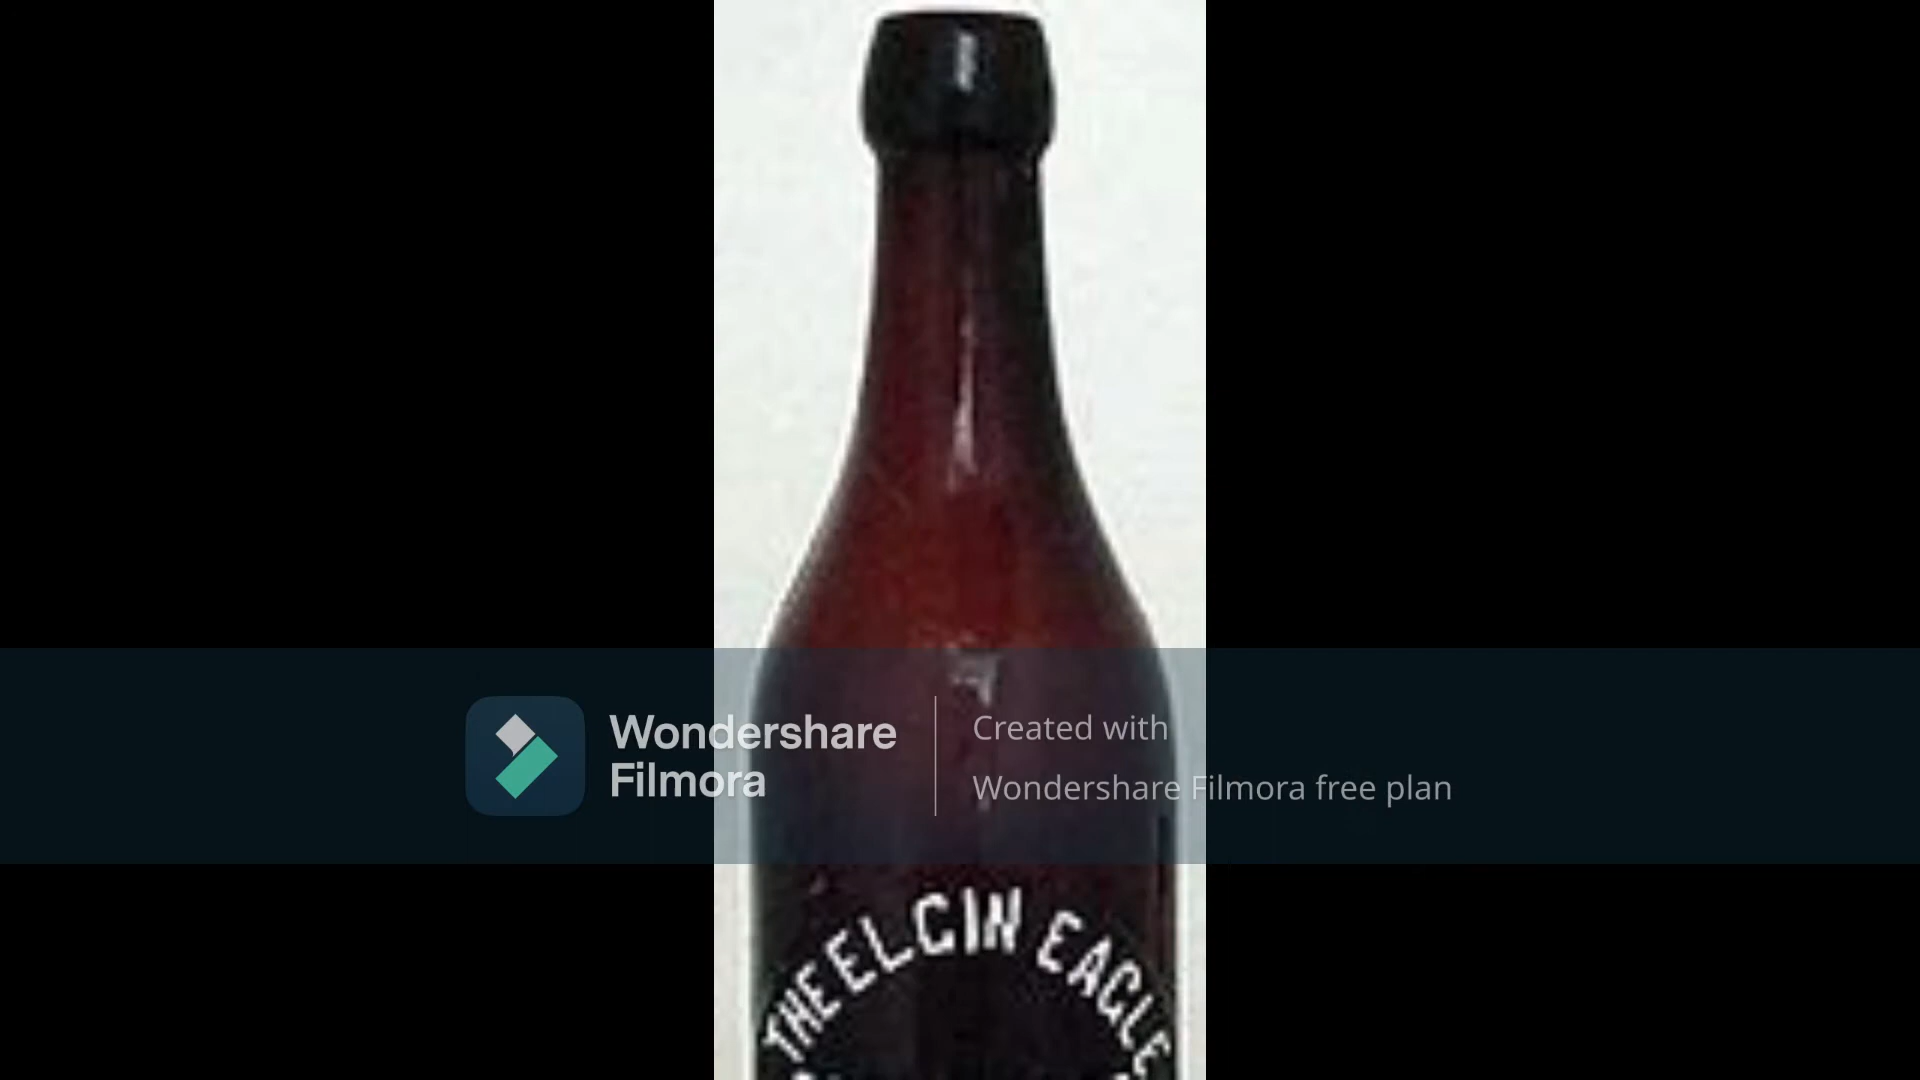 Wondershare
Filmora
Created with
Wondershare Filmora free plan
THE ELGIN EAGLE